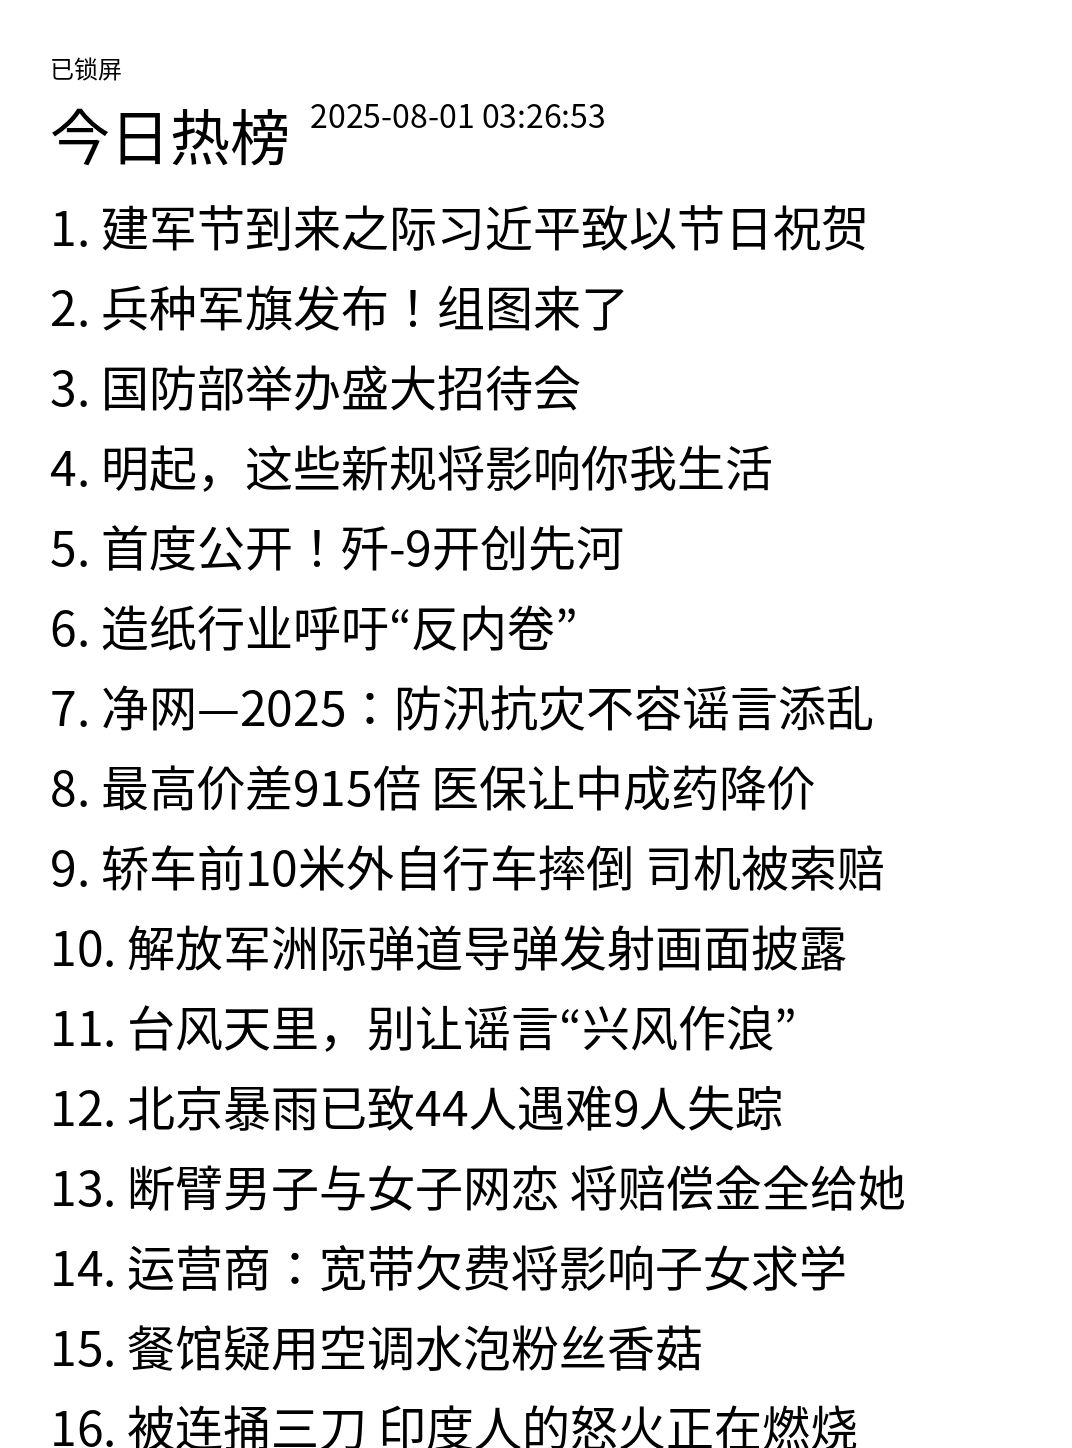 已锁屏
今日热榜 2025-08-01 03:26:53
1. 建军节到来之际习近平致以节日祝贺
2. 兵种军旗发布！组图来了
3. 国防部举办盛大招待会
4. 明起，这些新规将影响你我生活
5. 首度公开！歼-9开创先河
6. 造纸行业呼吁“反内卷”
7. 净网—2025：防汛抗灾不容谣言添乱
8. 最高价差915倍 医保让中成药降价
9. 轿车前10米外自行车摔倒 司机被索赔
10. 解放军洲际弹道导弹发射画面披露
11. 台风天里，别让谣言“兴风作浪”
12. 北京暴雨已致44人遇难9人失踪
13. 断臂男子与女子网恋 将赔偿金全给她
14. 运营商：宽带欠费将影响子女求学
15. 餐馆疑用空调水泡粉丝香菇
16. 被连捅三刀 印度人的怒火正在燃烧